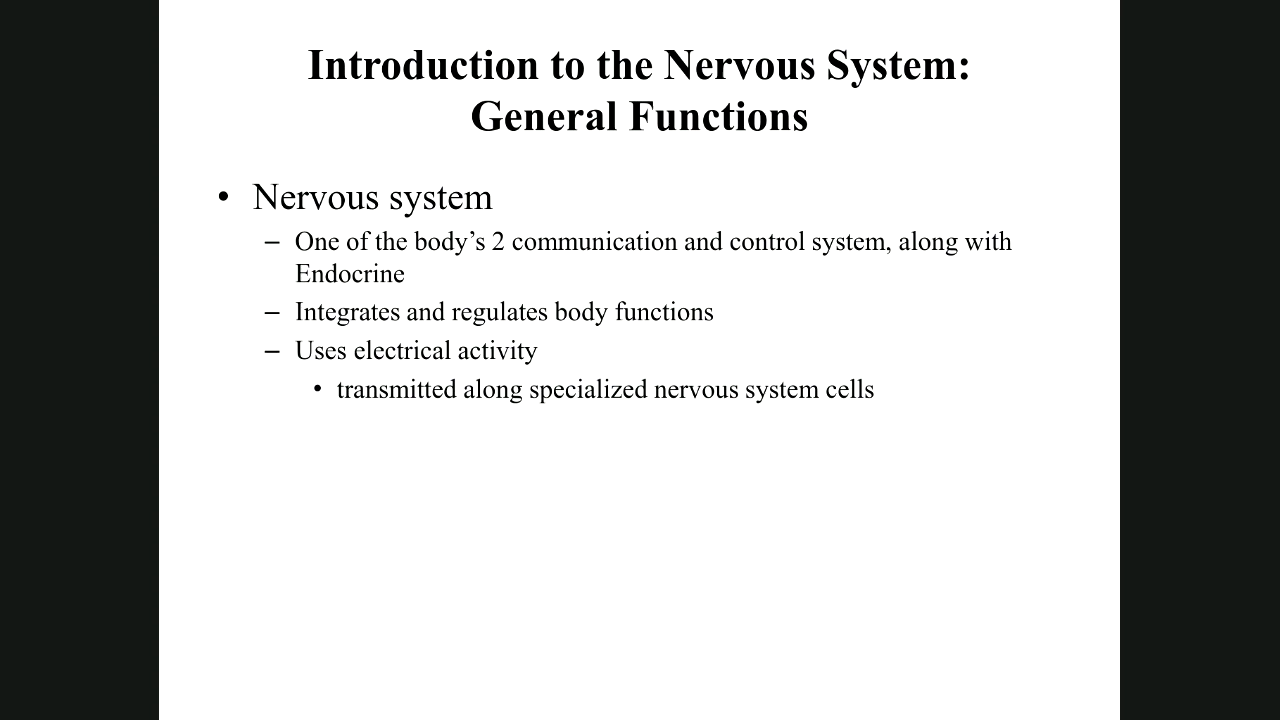 Introduction to the Nervous System:
General Functions
• Nervous system
– One of the body’s 2 communication and control system, along with
Endocrine
– Integrates and regulates body functions
– Uses electrical activity
• transmitted along specialized nervous system cells